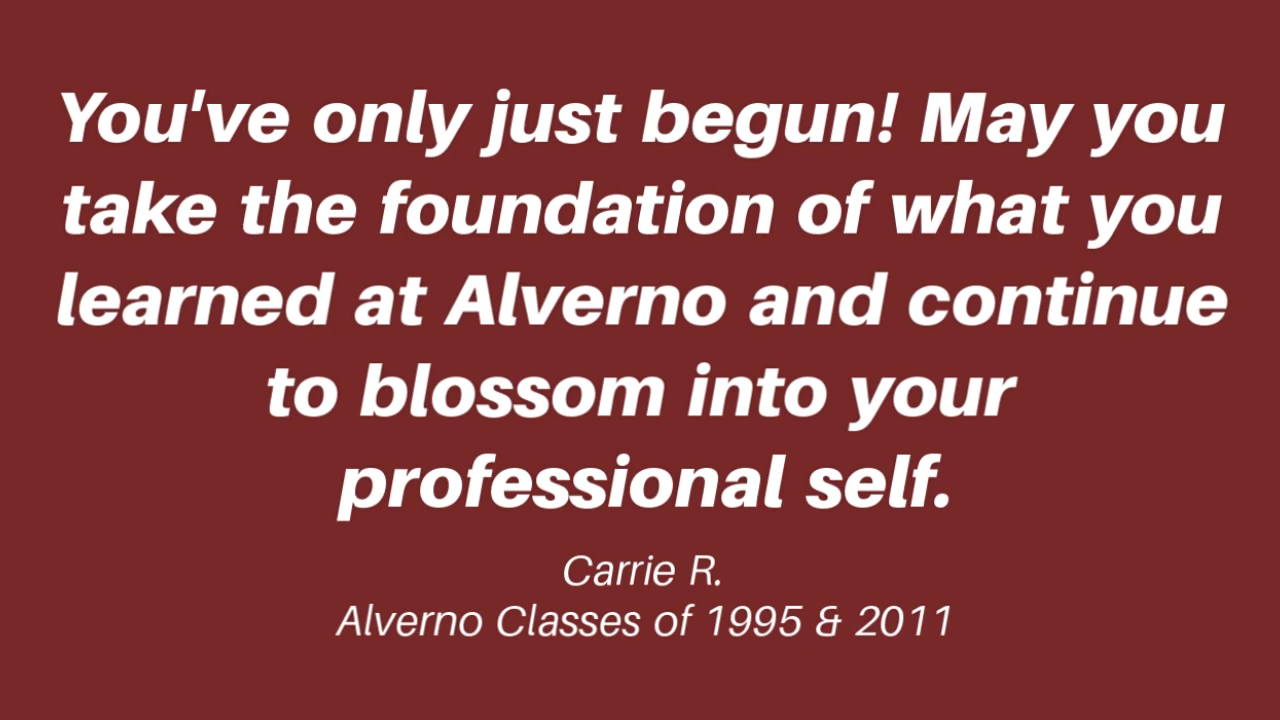 You've only just begun! May you
take the foundation of what you
learned at Alverno and continue
to blossom into your
professional self.
Carrie R.
Alverno Classes of 1995 & 2011